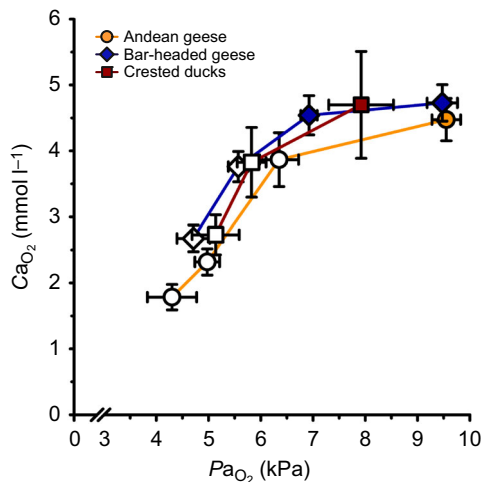 Andean geese
Bar-headed geese
Crested ducks
CaO₂ (mmol l⁻¹)
6
5
4
3
2
1
0
0 3 4 5 6 7 8 9 10
PaO₂ (kPa)